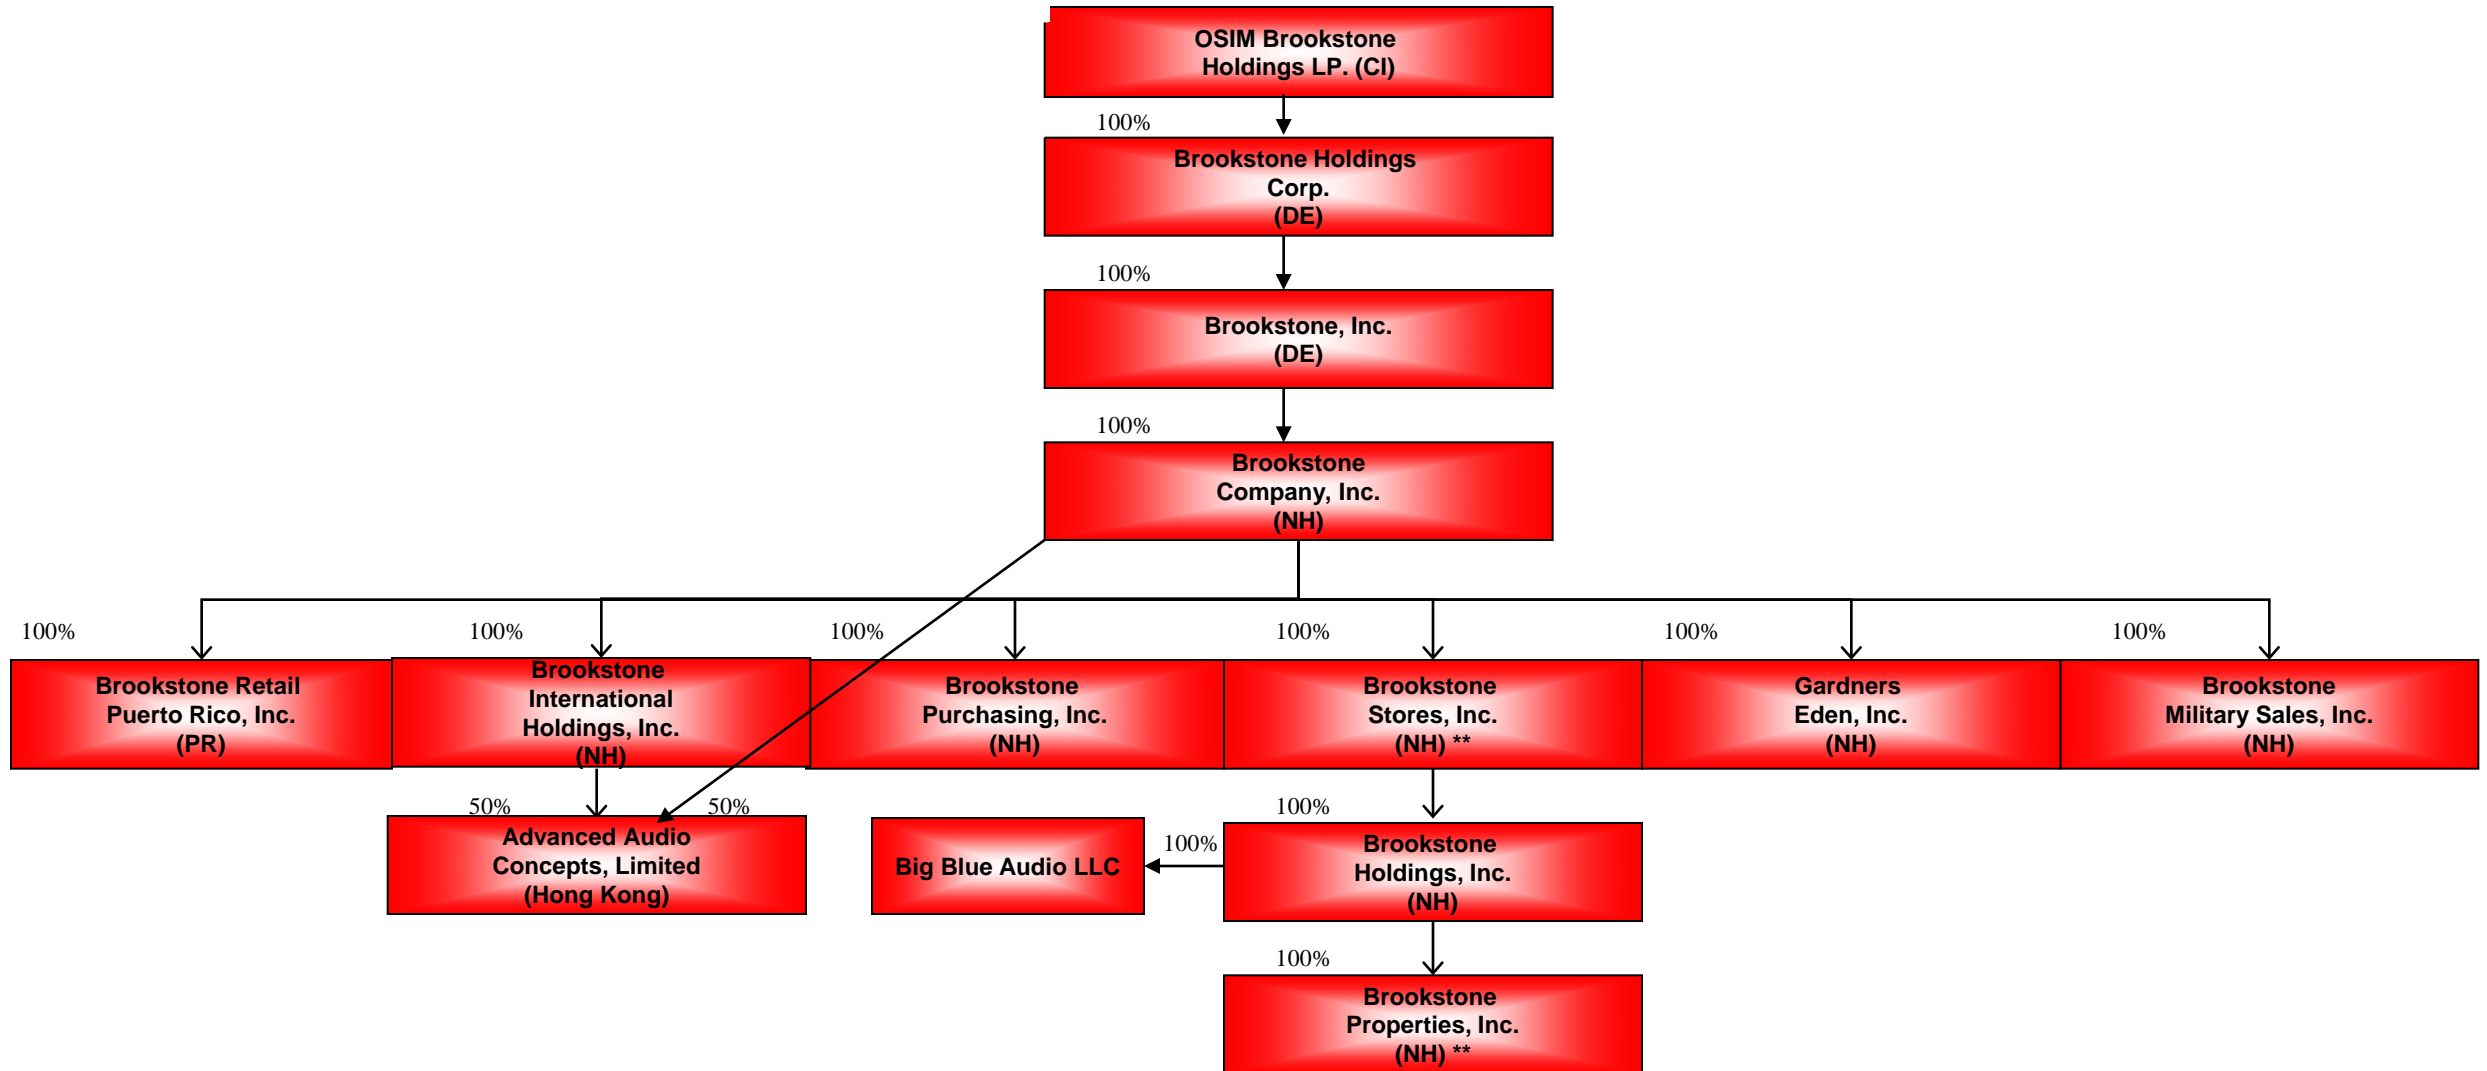 OSIM Brookstone
Holdings LP. (CI)
100%
Brookstone Holdings
Corp.
(DE)
100%
Brookstone, Inc.
(DE)
100%
Brookstone
Company, Inc.
(NH)
100%
100%
100%
100%
100%
100%
Brookstone Retail
Puerto Rico, Inc.
(PR)
Brookstone
International
Holdings, Inc.
(NH)
Brookstone
Purchasing, Inc.
(NH)
Brookstone
Stores, Inc.
(NH) **
Gardners
Eden, Inc.
(NH)
Brookstone
Military Sales, Inc.
(NH)
50%
50%
100%
Advanced Audio
Concepts, Limited
(Hong Kong)
Big Blue Audio LLC
100%
Brookstone
Holdings, Inc.
(NH)
100%
Brookstone
Properties, Inc.
(NH) **